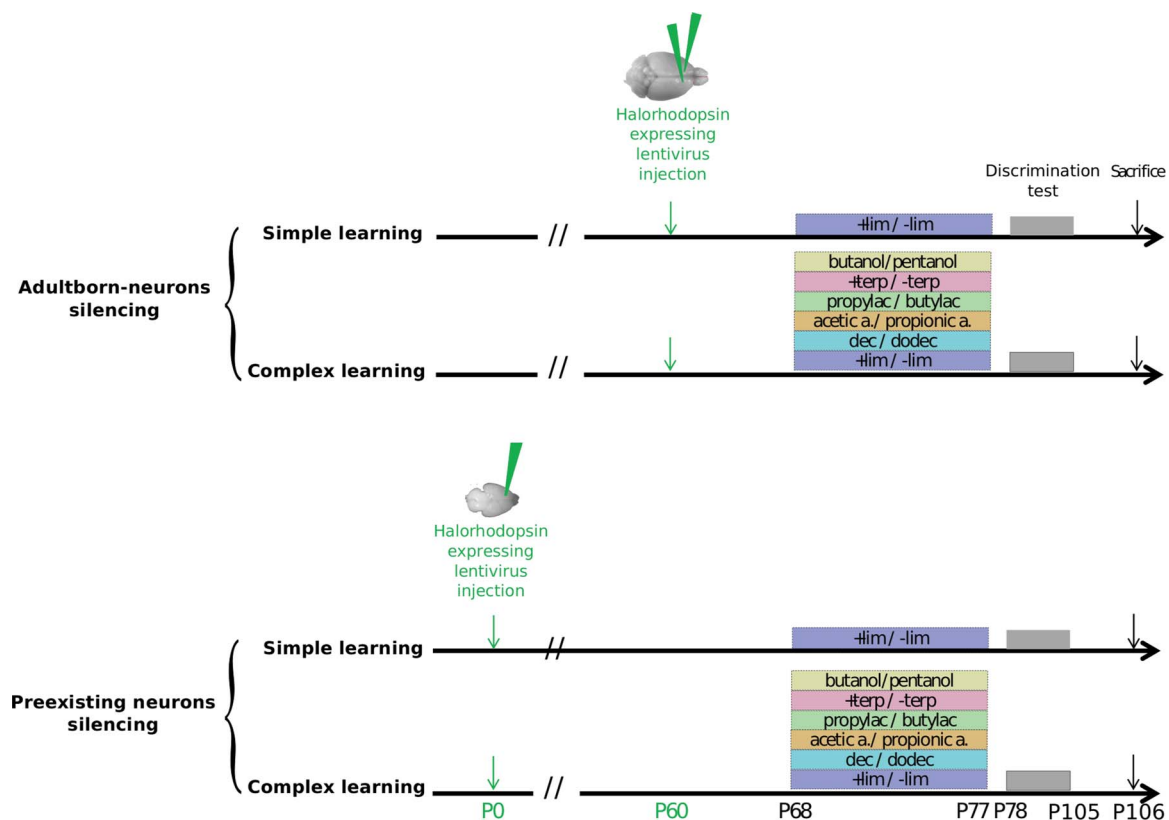 Halorhodopsin
expressing
lentivirus
injection
Discrimination
test
Sacrifice
Adultborn-neurons
silencing
Simple learning
//
+lim / -lim
butanol/pentanol
+terp / -terp
propylac / butylac
acetic a./ propionic a.
dec / dodec
+lim / -lim
Complex learning
//
Halorhodopsin
expressing
lentivirus
injection
Preexisting neurons
silencing
Simple learning
//
+lim / -lim
butanol/pentanol
+terp / -terp
propylac / butylac
acetic a./ propionic a.
dec / dodec
+lim / -lim
Complex learning
//
P0 P60 P68 P77 P78 P105 P106